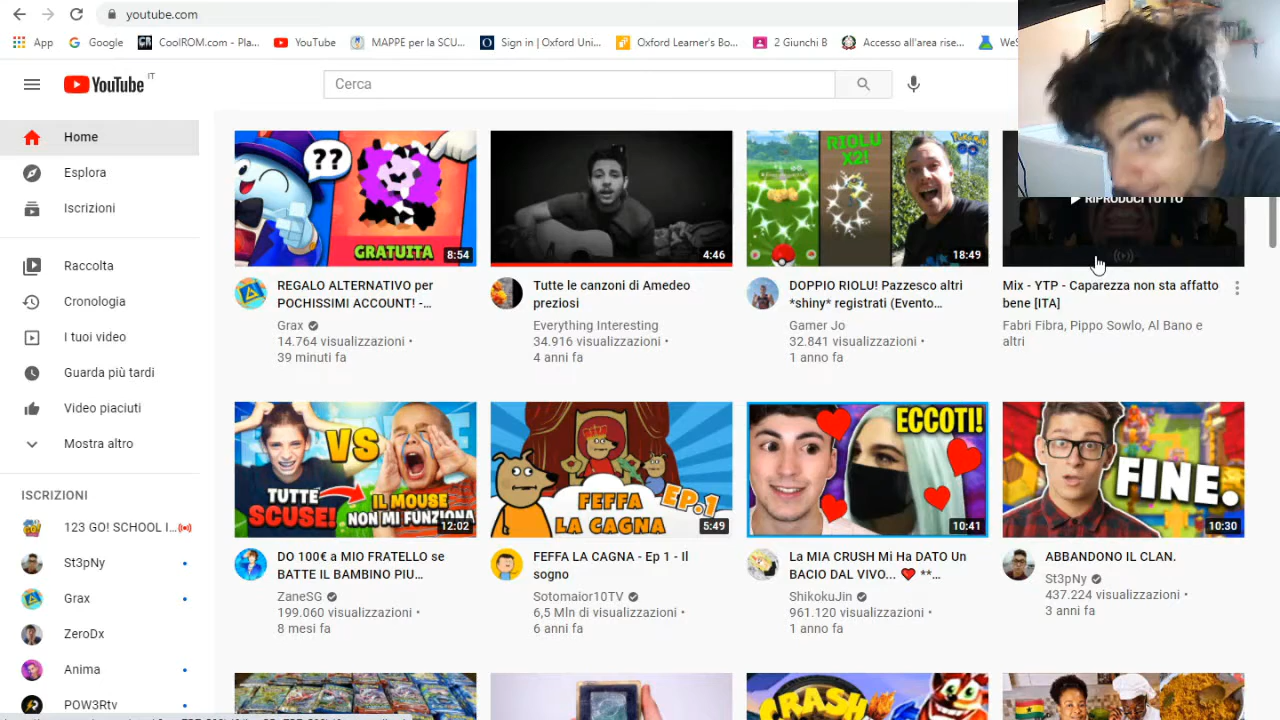 youtube.com
App
Google
CoolROM.com - Pla...
YouTube
MAPPE per la SCU...
Sign in | Oxford Uni...
Oxford Learner's Bo...
2 Giunchi B
Accesso all'area rise...
YouTube IT
Cerca
Home
Esplora
Iscrizioni
Raccolta
Cronologia
I tuoi video
Guarda più tardi
Video piaciuti
Mostra altro
ISCRIZIONI
123 GO! SCHOOL I...
St3pNy
Grax
ZeroDx
Anima
POW3Rtv
??
GRATUITA
8:54
REGALO ALTERNATIVO per
POCHISSIMI ACCOUNT! -...
Grax
14.764 visualizzazioni •
39 minuti fa
4:46
Tutte le canzoni di Amedeo
preziosi
Everything Interesting
34.916 visualizzazioni •
4 anni fa
RIOLU
X2!
POKÉMON
GO
18:49
DOPPIO RIOLU! Pazzesco altri
*shiny* registrati (Evento...
Gamer Jo
32.841 visualizzazioni •
1 anno fa
RIPRODUCI TUTTO
Mix - YTP - Caparezza non sta affatto
bene [ITA]
Fabri Fibra, Pippo Sowlo, Al Bano e
altri
VS
TUTTE
SCUSE!
IL MOUSE
NON MI FUNZIONA
12:02
DO 100€ a MIO FRATELLO se
BATTE IL BAMBINO PIU...
ZaneSG
199.060 visualizzazioni •
8 mesi fa
FEFFA
LA CAGNA
EP.1
5:49
FEFFA LA CAGNA - Ep 1 - Il
sogno
Sotomaior10TV
6,5 Mln di visualizzazioni •
6 anni fa
ECCOTI!
10:41
La MIA CRUSH Mi Ha DATO Un
BACIO DAL VIVO... ❤️ **...
ShikokuJin
961.120 visualizzazioni •
1 anno fa
FINE.
10:30
ABBANDONO IL CLAN.
St3pNy
437.224 visualizzazioni •
3 anni fa
CRASH